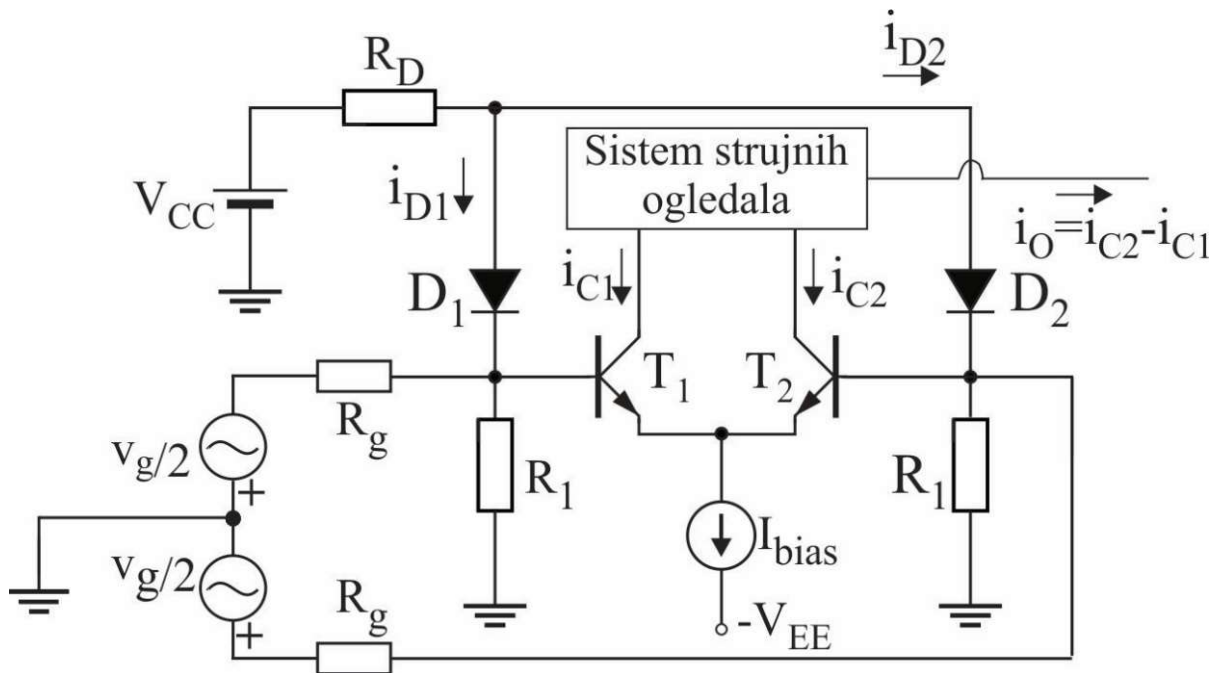 R_D
i_D2
Sistem strujnih
ogledala
V_CC
i_D1
i_O=i_C2-i_C1
i_C1
i_C2
D_1
D_2
T_1
T_2
R_g
v_g/2
+
R_1
R_1
I_bias
v_g/2
+
R_g
-V_EE